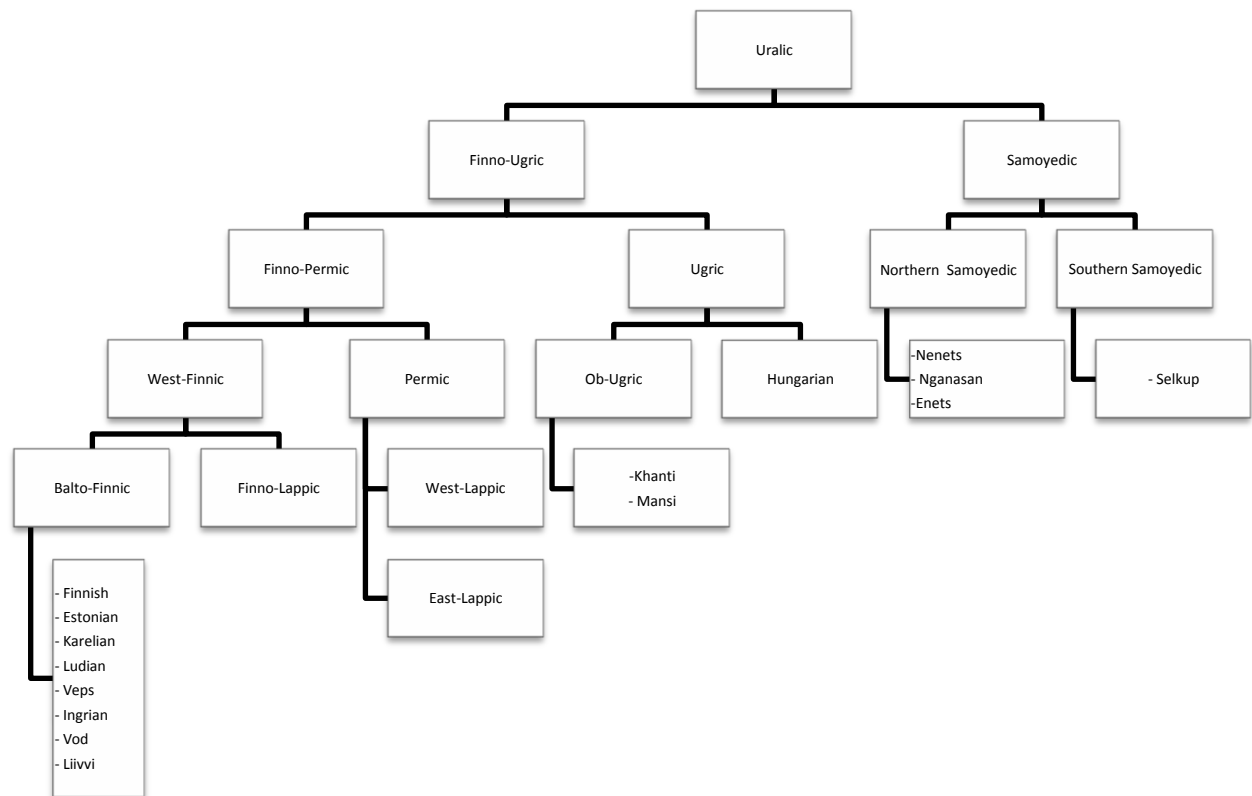 Uralic
Finno-Ugric
Samoyedic
Finno-Permic
Ugric
Northern Samoyedic
Southern Samoyedic
West-Finnic
Permic
Ob-Ugric
Hungarian
-Nenets
- Nganasan
-Enets
- Selkup
Balto-Finnic
Finno-Lappic
West-Lappic
-Khanti
- Mansi
East-Lappic
- Finnish
- Estonian
- Karelian
- Ludian
- Veps
- Ingrian
- Vod
- Liivvi